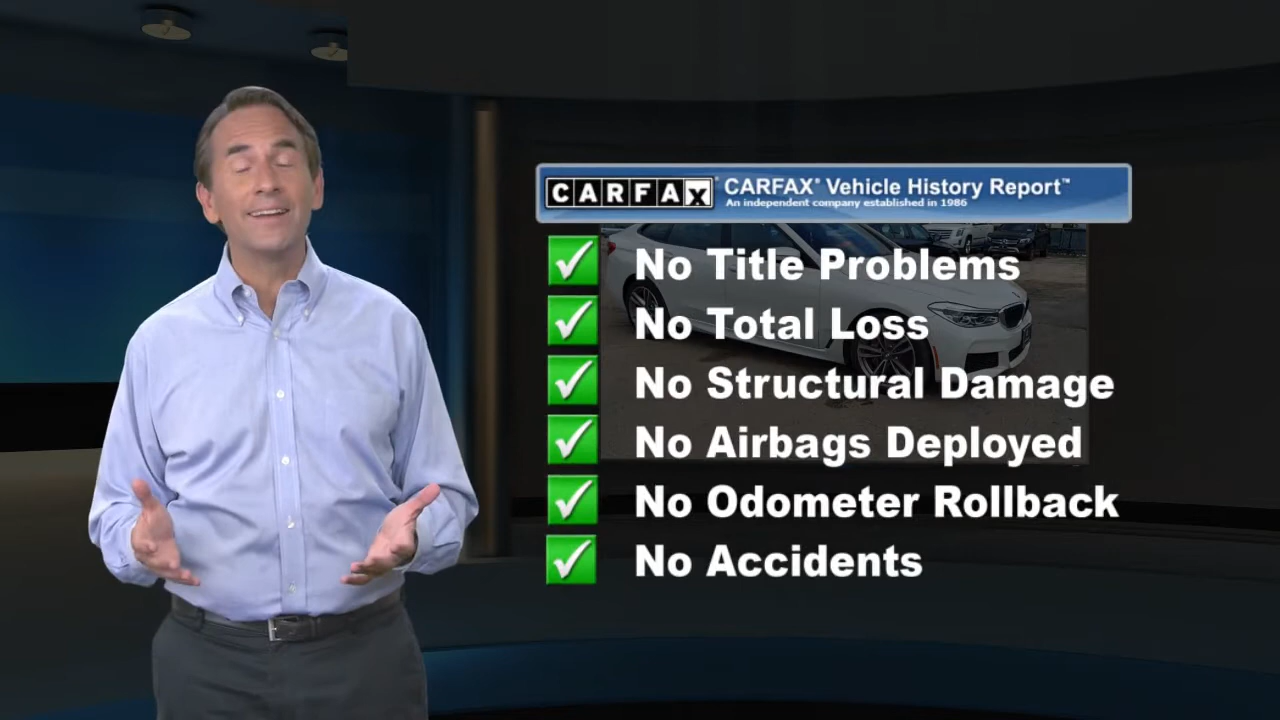 CARFAX
CARFAX® Vehicle History Report™
An independent company established in 1986
No Title Problems
No Total Loss
No Structural Damage
No Airbags Deployed
No Odometer Rollback
No Accidents